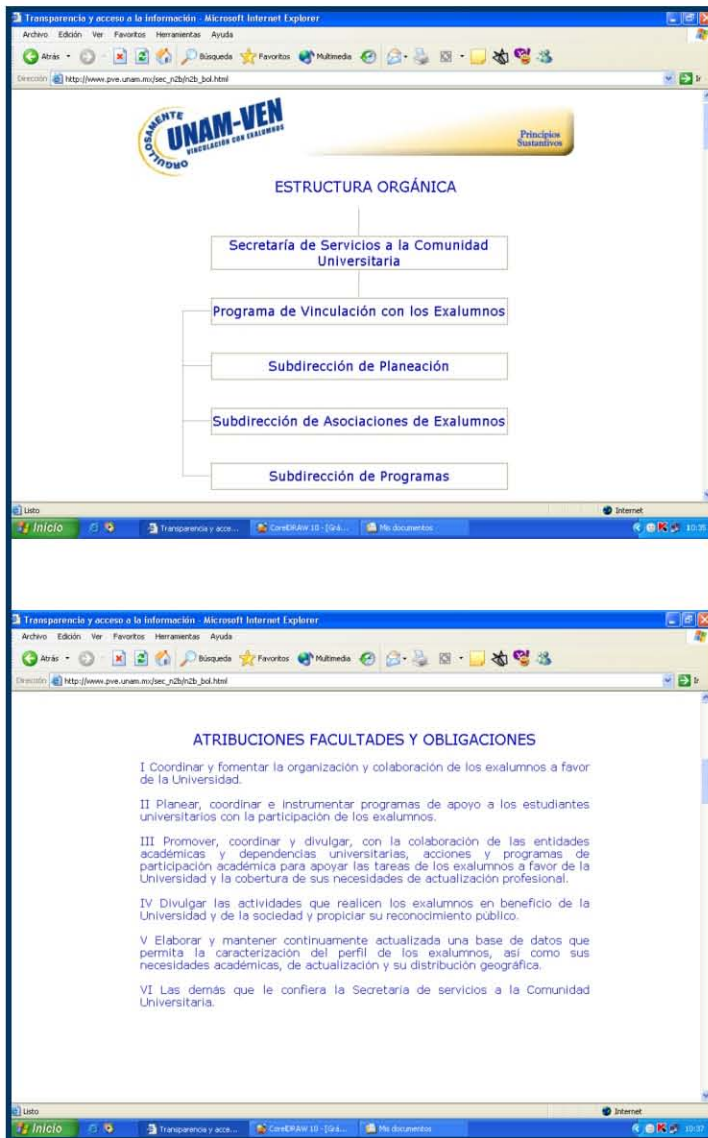 Transparencia y acceso a la información - Microsoft Internet Explorer
Archivo Edición Ver Favoritos Herramientas Ayuda
Atrás Búsqueda Favoritos Multimedia
Dirección http://www.pve.unam.mx/sec_n2b/n2b_bol.html Ir
ORGULLOSAMENTE
UNAM-VEN
VINCULACIÓN CON EXALUMNOS
Principios
Sustantivos
ESTRUCTURA ORGÁNICA
Secretaría de Servicios a la Comunidad
Universitaria
Programa de Vinculación con los Exalumnos
Subdirección de Planeación
Subdirección de Asociaciones de Exalumnos
Subdirección de Programas
Listo Internet
Inicio Transparencia y acce... CorelDRAW 10 - [Grá... Mis documentos 10:35
Transparencia y acceso a la información - Microsoft Internet Explorer
Archivo Edición Ver Favoritos Herramientas Ayuda
Atrás Búsqueda Favoritos Multimedia
Dirección http://www.pve.unam.mx/sec_n2b/n2b_bol.html Ir
ATRIBUCIONES FACULTADES Y OBLIGACIONES
I Coordinar y fomentar la organización y colaboración de los exalumnos a favor
de la Universidad.
II Planear, coordinar e instrumentar programas de apoyo a los estudiantes
universitarios con la participación de los exalumnos.
III Promover, coordinar y divulgar, con la colaboración de las entidades
académicas y dependencias universitarias, acciones y programas de
participación académica para apoyar las tareas de los exalumnos a favor de la
Universidad y la cobertura de sus necesidades de actualización profesional.
IV Divulgar las actividades que realicen los exalumnos en beneficio de la
Universidad y de la sociedad y propiciar su reconocimiento público.
V Elaborar y mantener continuamente actualizada una base de datos que
permita la caracterización del perfil de los exalumnos, así como sus
necesidades académicas, de actualización y su distribución geográfica.
VI Las demás que le confiera la Secretaría de servicios a la Comunidad
Universitaria.
Listo Internet
Inicio Transparencia y acce... CorelDRAW 10 - [Grá... Mis documentos 10:37